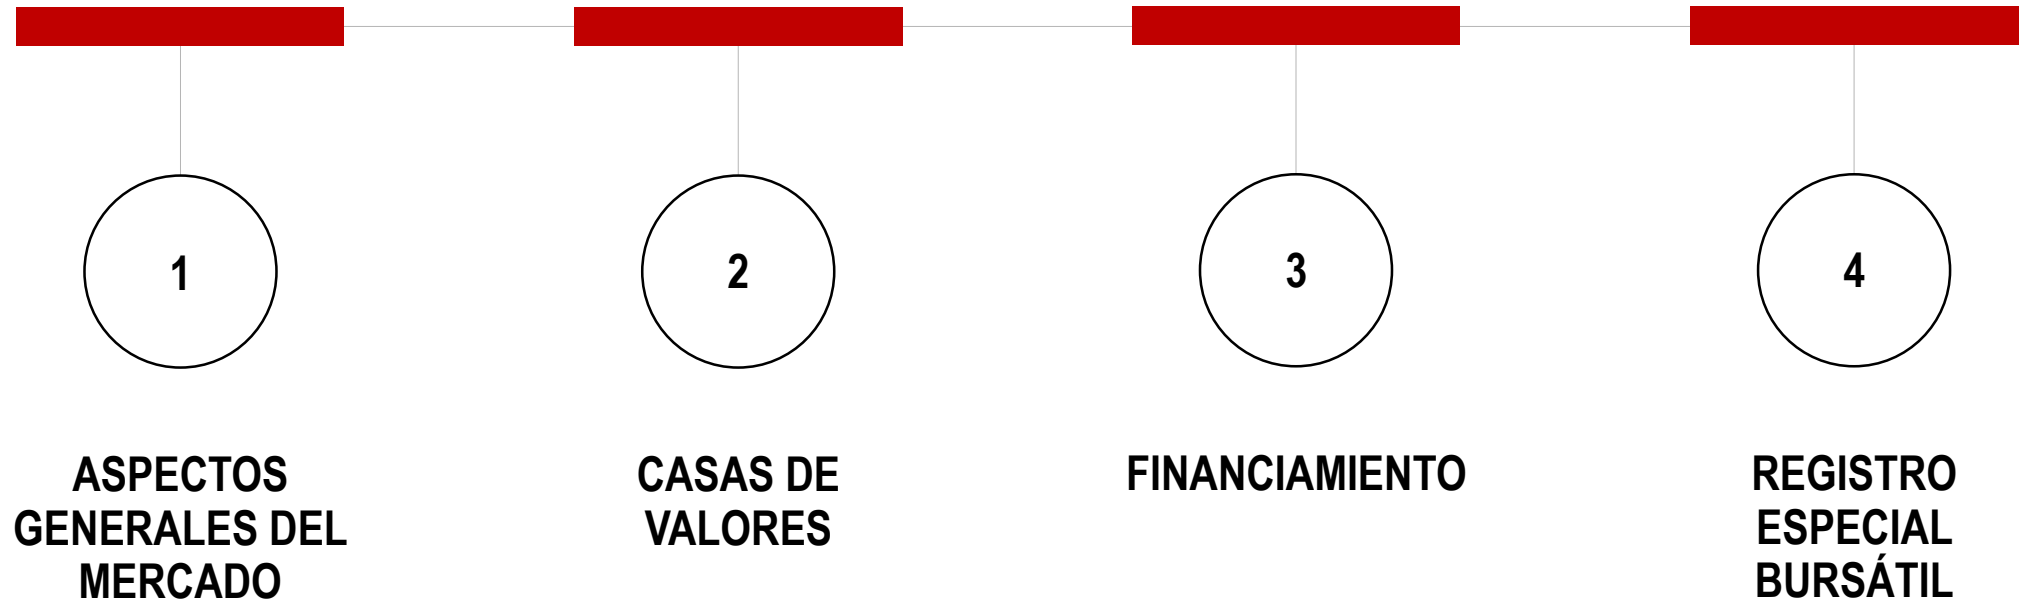 1
ASPECTOS
GENERALES DEL
MERCADO
2
CASAS DE
VALORES
3
FINANCIAMIENTO
4
REGISTRO
ESPECIAL
BURSÁTIL